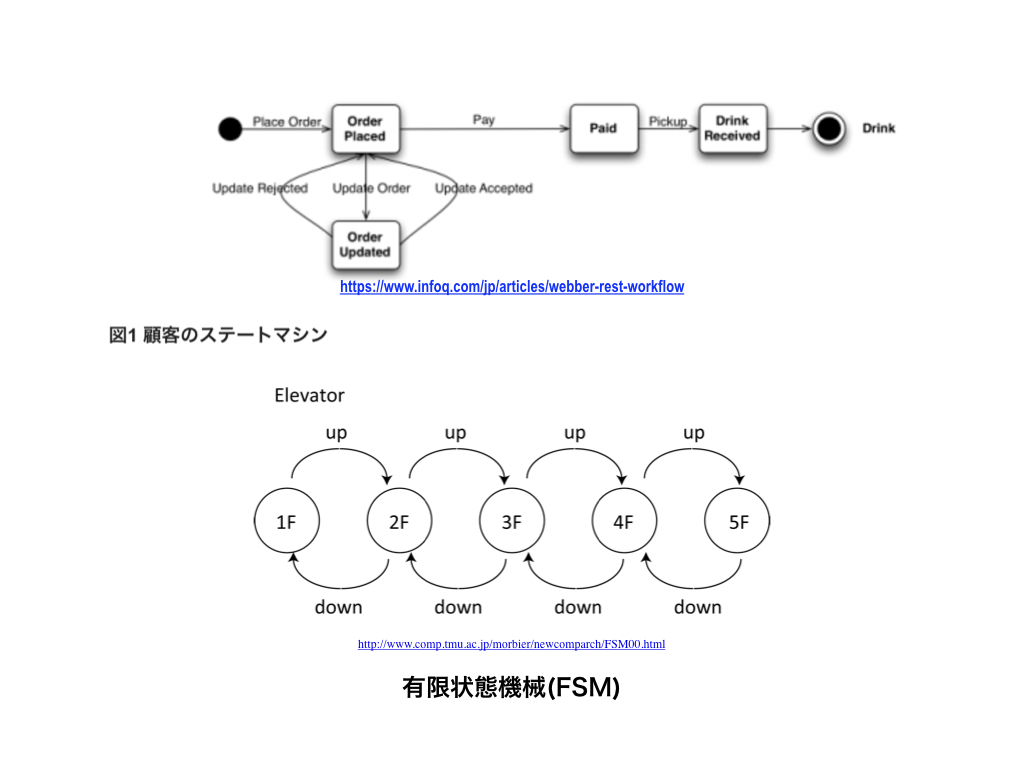 Place Order
Order
Placed
Pay
Paid
Pickup
Drink
Received
Drink
Update Rejected
Update Order
Update Accepted
Order
Updated
https://www.infoq.com/jp/articles/webber-rest-workflow
図1 顧客のステートマシン
Elevator
up up up up
1F 2F 3F 4F 5F
down down down down
http://www.comp.tmu.ac.jp/morbier/newcomparch/FSM00.html
有限状態機械(FSM)